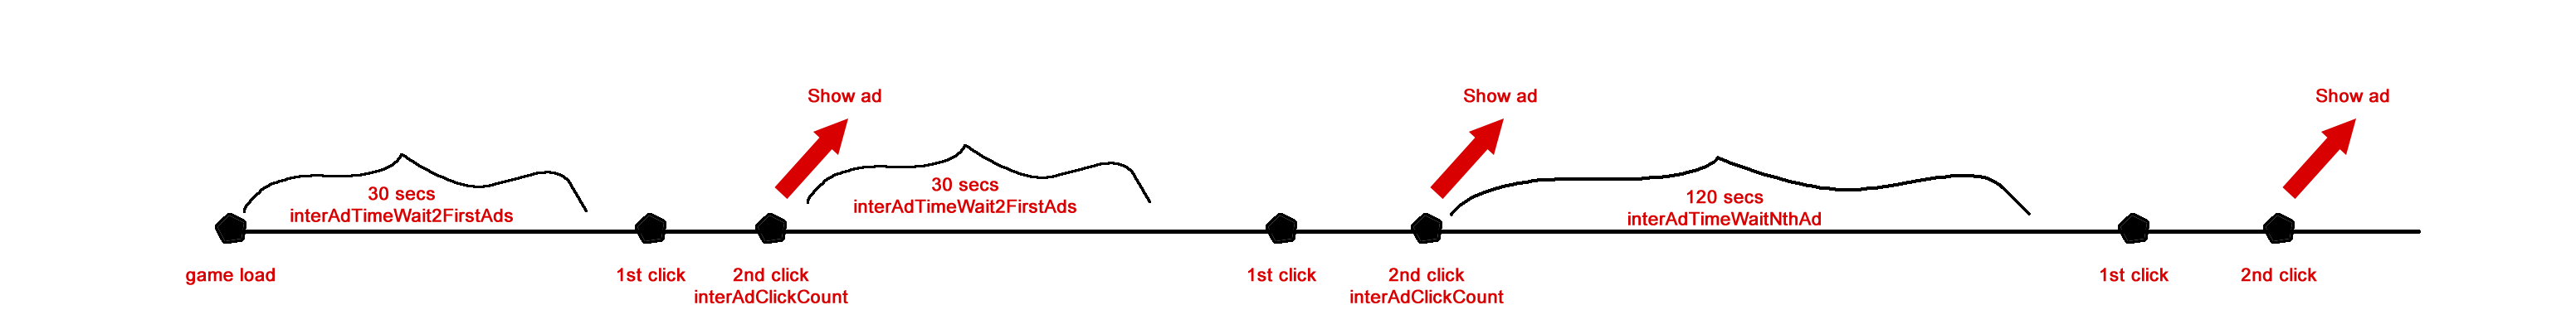 Show ad
Show ad
Show ad
30 secs
interAdTimeWait2FirstAds
30 secs
interAdTimeWait2FirstAds
120 secs
interAdTimeWaitNthAd
game load
1st click
2nd click
interAdClickCount
1st click
2nd click
interAdClickCount
1st click
2nd click